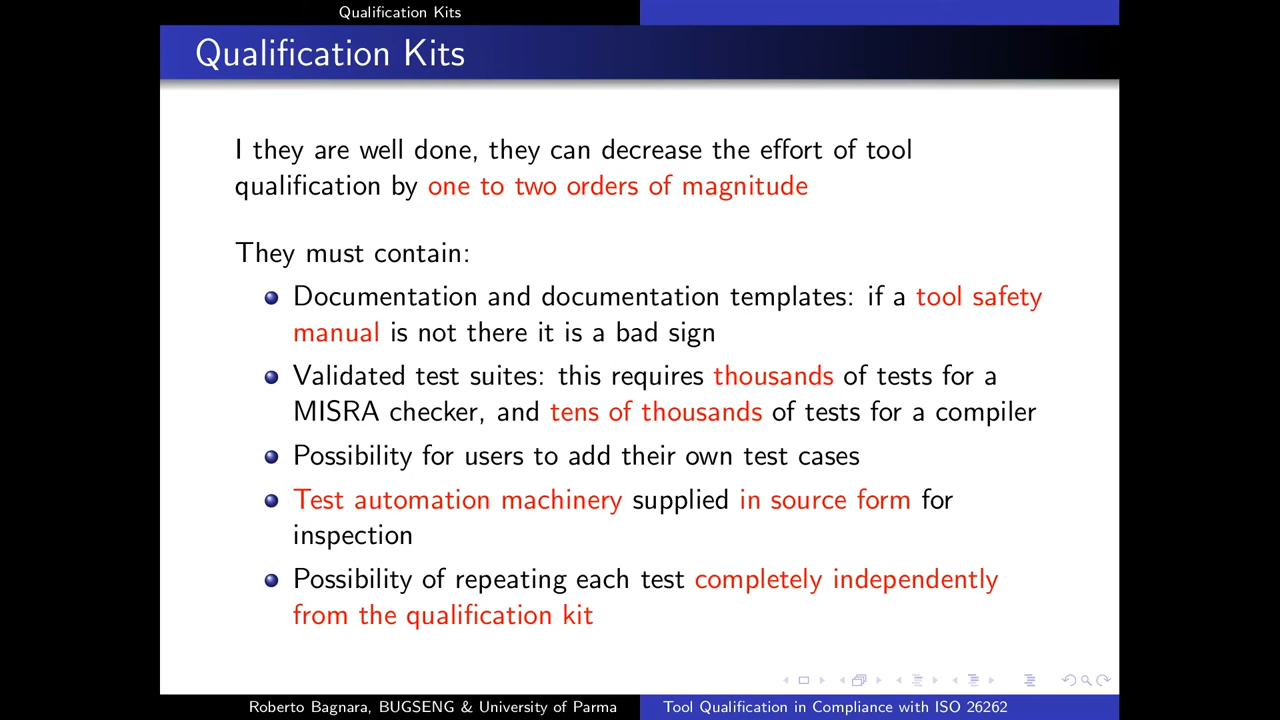 Qualification Kits
Qualification Kits
I they are well done, they can decrease the effort of tool
qualification by one to two orders of magnitude
They must contain:
Documentation and documentation templates: if a tool safety
manual is not there it is a bad sign
Validated test suites: this requires thousands of tests for a
MISRA checker, and tens of thousands of tests for a compiler
Possibility for users to add their own test cases
Test automation machinery supplied in source form for
inspection
Possibility of repeating each test completely independently
from the qualification kit
Roberto Bagnara, BUGSENG & University of Parma
Tool Qualification in Compliance with ISO 26262